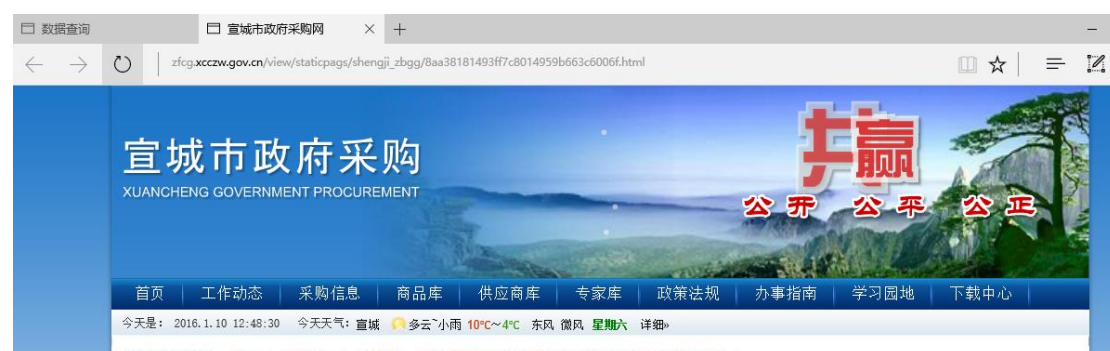 数据查询 宣城市政府采购网
zfcg.xcczw.gov.cn/view/staticpags/shengji_zbgg/8aa38181493ff7c8014959b663c6006f.html
共赢
宣城市政府采购
XUANCHENG GOVERNMENT PROCUREMENT
公开 公平 公正
首页 工作动态 采购信息 商品库 供应商库 专家库 政策法规 办事指南 学习园地 下载中心
今天是： 2016.1.10 12:48:30 今天天气：宣城 多云~小雨 10℃～4℃ 东风 微风 星期六 详细»